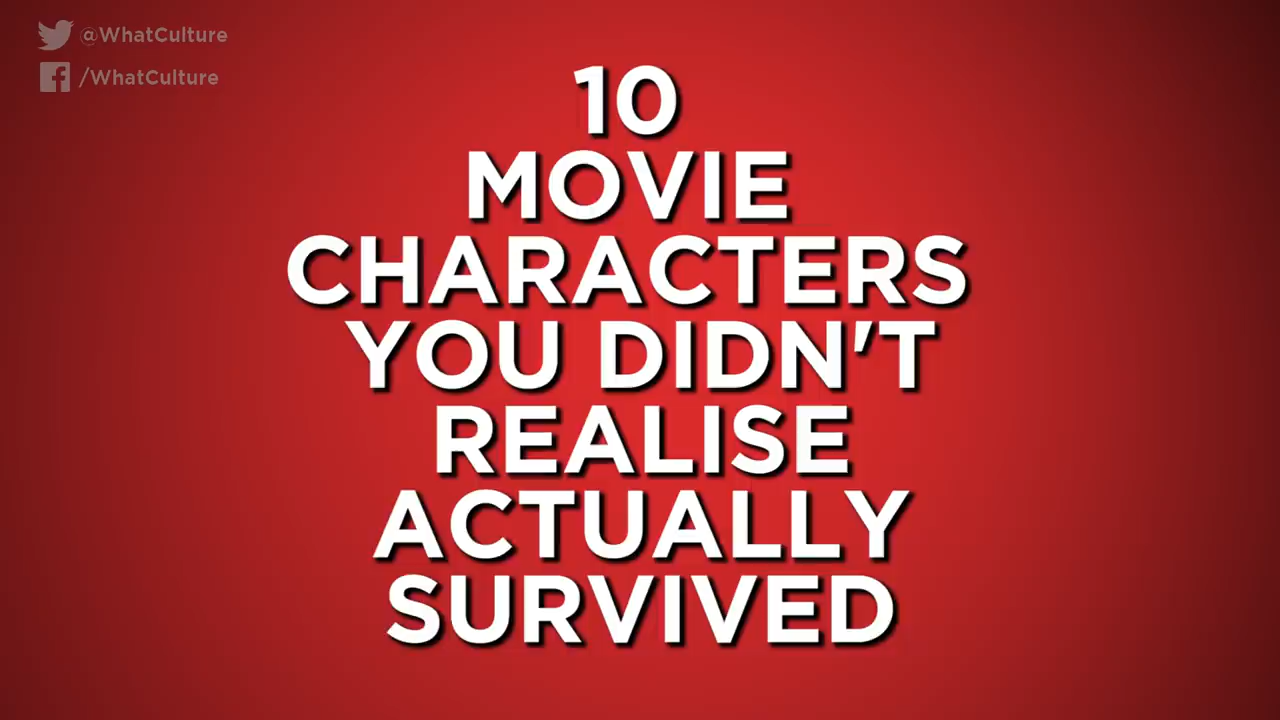 @WhatCulture
/WhatCulture
10
MOVIE
CHARACTERS
YOU DIDN'T
REALISE
ACTUALLY
SURVIVED